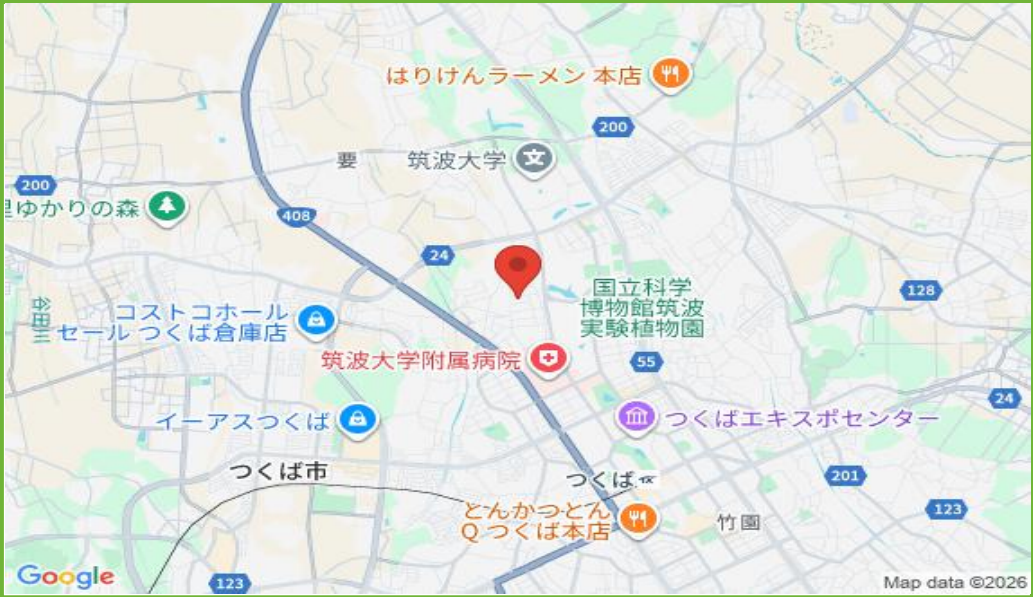 はりけんラーメン 本店
200
要
筑波大学
200
里ゆかりの森
408
24
国立科学
博物館筑波
実験植物園
128
谷田川
コストコホール
セール つくば倉庫店
筑波大学附属病院
55
24
イーアスつくば
つくばエキスポセンター
つくば市
つくば
201
とんかつとん
Q つくば本店
竹園
123
Google
123
Map data ©2026